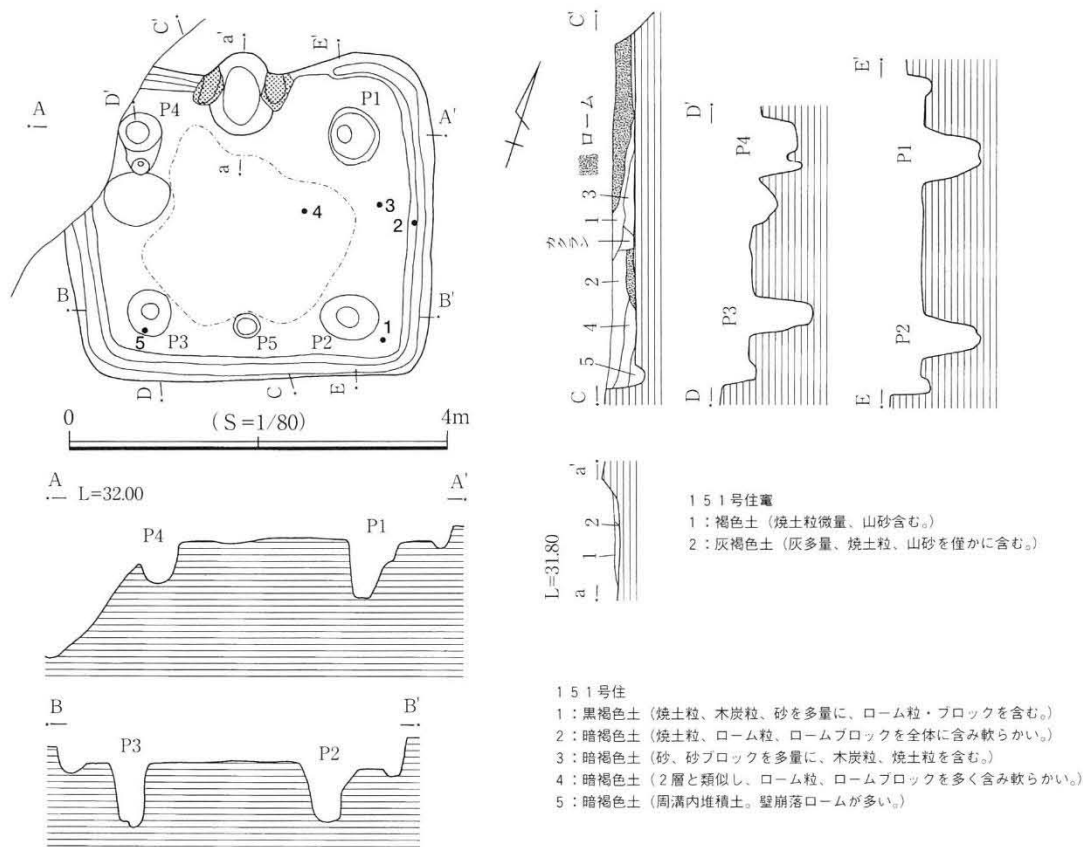 C'
a'
E'
D'
P4
P1
A
A'
a
3
4
2
B
B'
5
P3
P5
P2
1
D
C
E
0
(S=1/80)
4m
A
L=32.00
A'
P4
P1
B
B'
P3
P2
C'
ローム
3
1
カクラン
2
4
5
C
D'
P4
P3
D
E'
P1
P2
E
a'
2
1
a
L=31.80
151号住竃
1：褐色土（焼土粒微量、山砂含む。）
2：灰褐色土（灰多量、焼土粒、山砂を僅かに含む。）
151号住
1：黒褐色土（焼土粒、木炭粒、砂を多量に、ローム粒・ブロックを含む。）
2：暗褐色土（焼土粒、ローム粒、ロームブロックを全体に含み軟らかい。）
3：暗褐色土（砂、砂ブロックを多量に、木炭粒、焼土粒を含む。）
4：暗褐色土（2層と類似し、ローム粒、ロームブロックを多く含み軟らかい。）
5：暗褐色土（周溝内堆積土。壁崩落ロームが多い。）